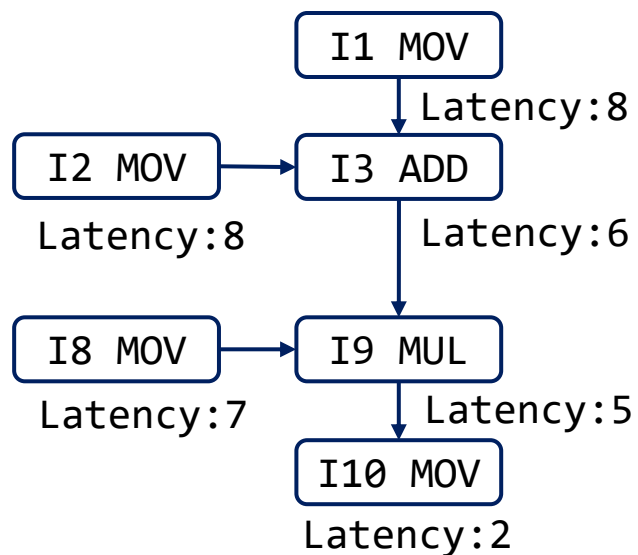 I1 MOV
Latency:8
I2 MOV
I3 ADD
Latency:8
Latency:6
I8 MOV
I9 MUL
Latency:7
Latency:5
I10 MOV
Latency:2